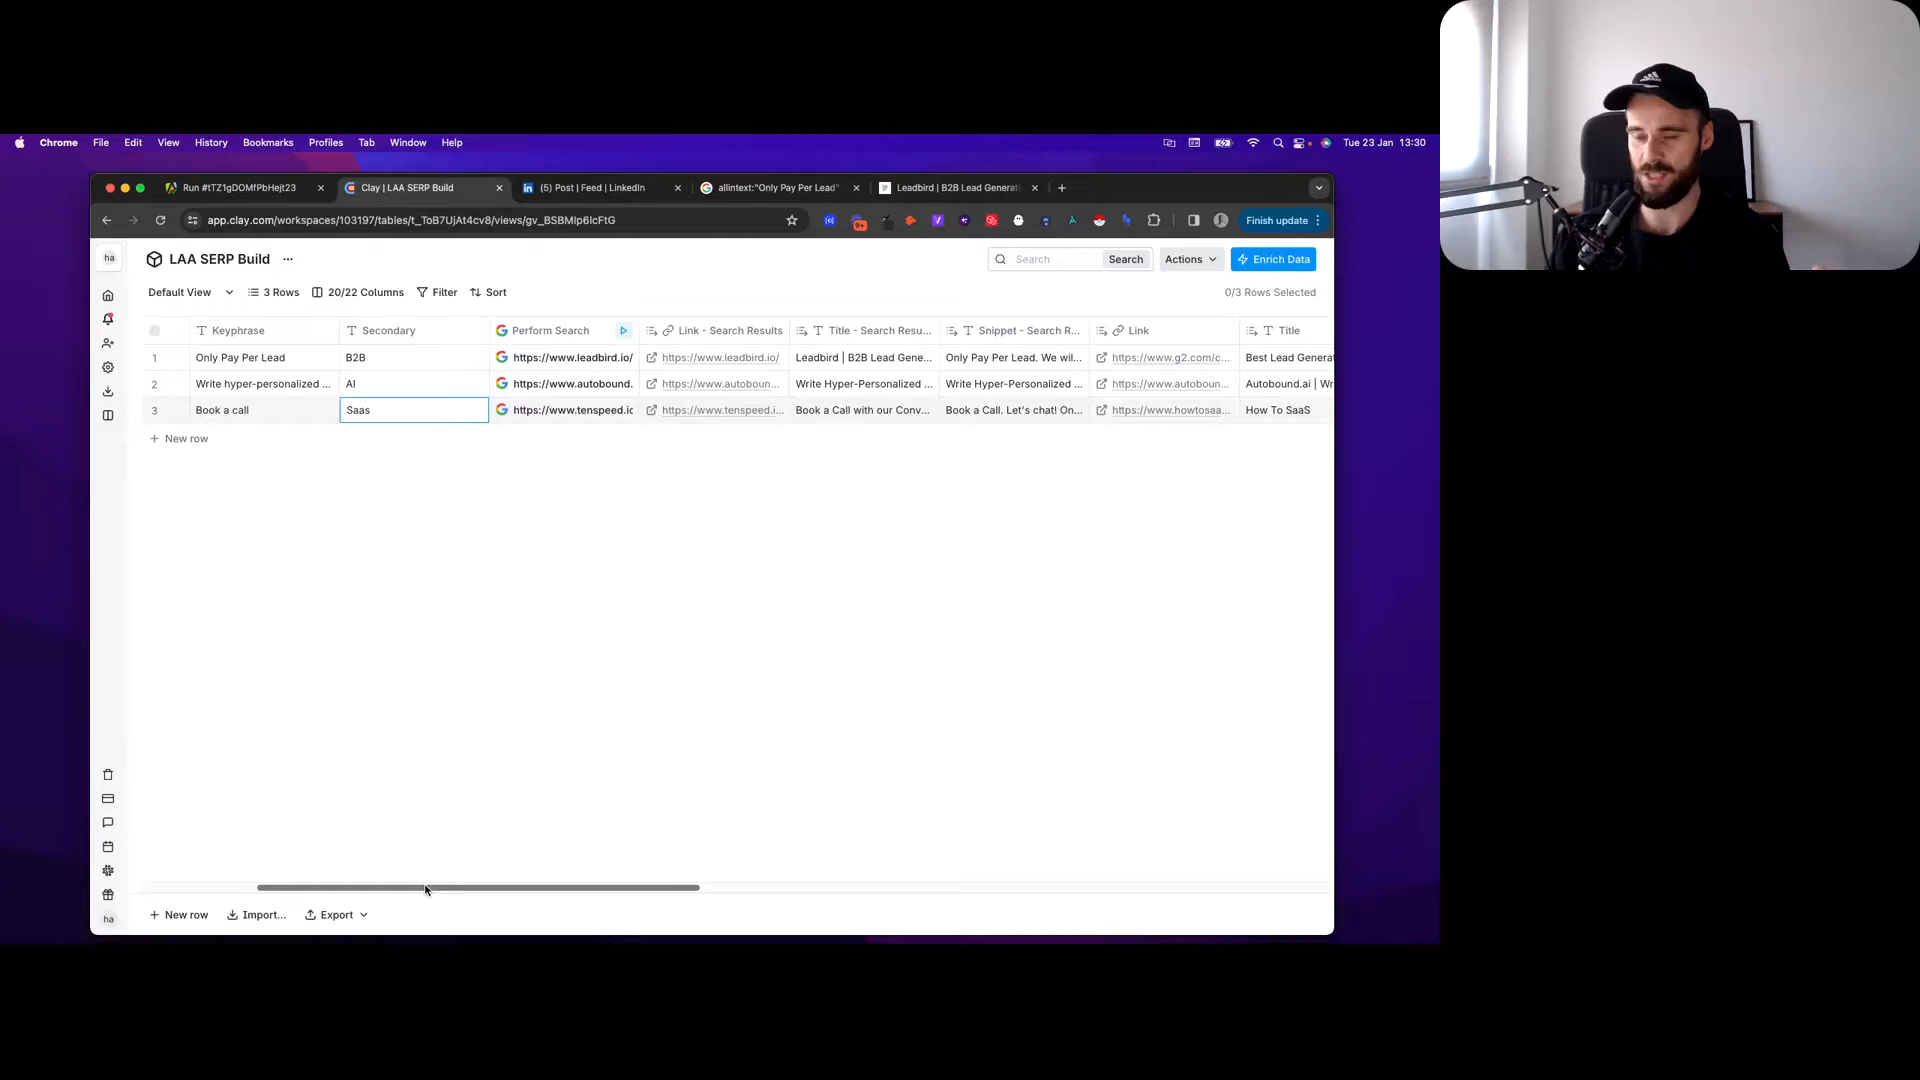 Chrome File Edit View History Bookmarks Profiles Tab Window Help Tue 23 Jan 13:30
Run #tTZ1gDOMfPbHejt23 Clay | LAA SERP Build (5) Post | Feed | LinkedIn allintext:"Only Pay Per Lead" Leadbird | B2B Lead Generati
app.clay.com/workspaces/103197/tables/t_ToB7UjAt4cv8/views/gv_BSBMlp6IcFtG 9+ Finish update
ha LAA SERP Build ... Search Search Actions Enrich Data
Default View 3 Rows 20/22 Columns Filter Sort 0/3 Rows Selected
Keyphrase Secondary Perform Search Link - Search Results Title - Search Resu... Snippet - Search R... Link Title
1 Only Pay Per Lead B2B https://www.leadbird.io/ https://www.leadbird.io/ Leadbird | B2B Lead Gene... Only Pay Per Lead. We wil... https://www.g2.com/c... Best Lead Generat
2 Write hyper-personalized ... AI https://www.autobound. https://www.autoboun... Write Hyper-Personalized ... Write Hyper-Personalized ... https://www.autoboun... Autobound.ai | Wr
3 Book a call Saas https://www.tenspeed.ic https://www.tenspeed.i... Book a Call with our Conv... Book a Call. Let's chat! On... https://www.howtosaa... How To SaaS
+ New row
ha + New row Import... Export